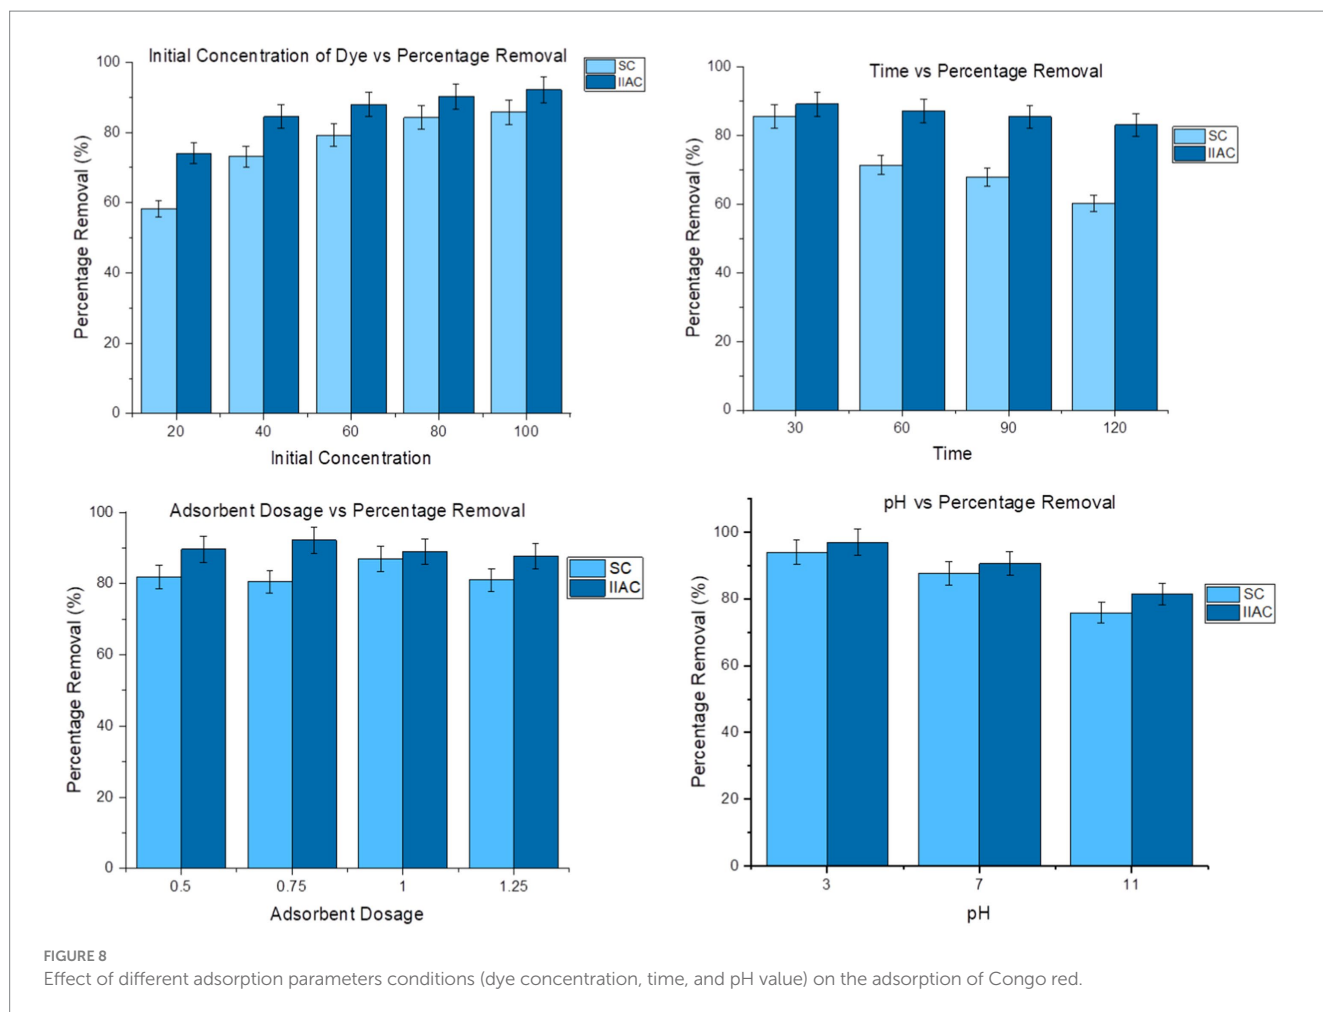 Initial Concentration of Dye vs Percentage Removal
SC
IIAC
Percentage Removal (%)
100
80
60
40
20
0
20 40 60 80 100
Initial Concentration
Time vs Percentage Removal
SC
IIAC
Percentage Removal (%)
100
80
60
40
20
0
30 60 90 120
Time
Adsorbent Dosage vs Percentage Removal
SC
IIAC
Percentage Removal (%)
100
80
60
40
20
0
0.5 0.75 1 1.25
Adsorbent Dosage
pH vs Percentage Removal
SC
IIAC
Percentage Removal (%)
100
80
60
40
20
0
3 7 11
pH
FIGURE 8
Effect of different adsorption parameters conditions (dye concentration, time, and pH value) on the adsorption of Congo red.